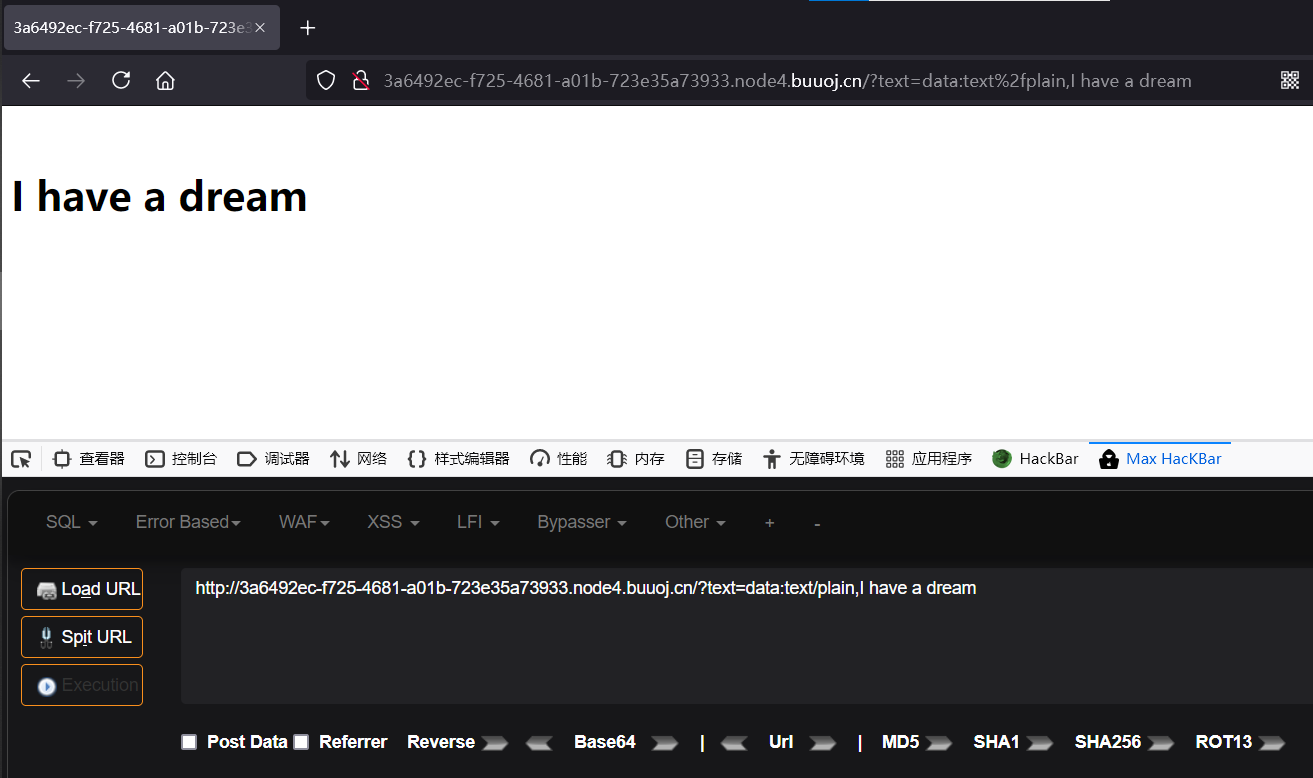 3a6492ec-f725-4681-a01b-723e3
3a6492ec-f725-4681-a01b-723e35a73933.node4.buuoj.cn/?text=data:text%2fplain,I have a dream
I have a dream
查看器 控制台 调试器 网络 样式编辑器 性能 内存 存储 无障碍环境 应用程序 HackBar Max HacKBar
SQL Error Based WAF XSS LFI Bypasser Other + -
Load URL http://3a6492ec-f725-4681-a01b-723e35a73933.node4.buuoj.cn/?text=data:text/plain,I have a dream
Spit URL
Execution
Post Data Referrer Reverse Base64 | Url | MD5 SHA1 SHA256 ROT13